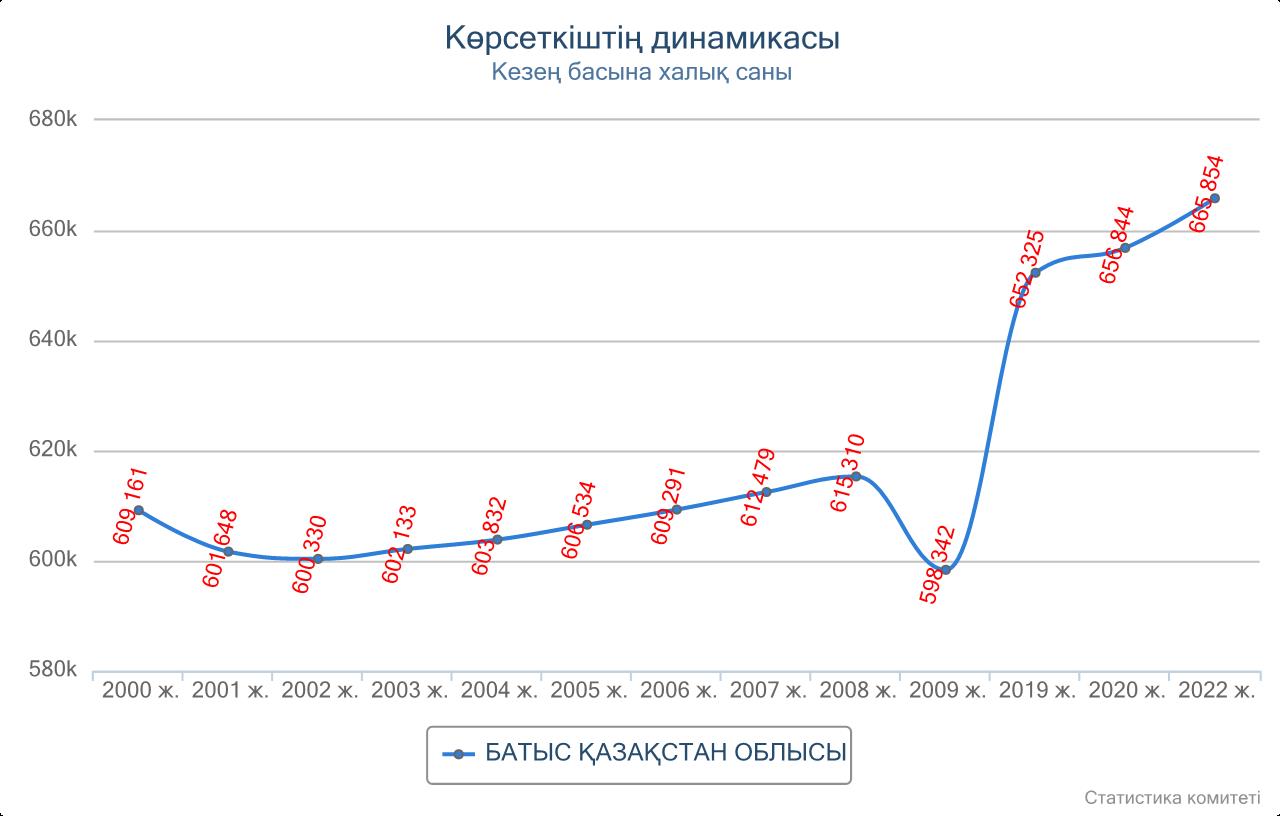 Көрсеткіштің динамикасы
Кезең басына халық саны
680k
660k
640k
620k
600k
580k
609 161
601 648
600 330
602 133
603 832
606 534
609 291
612 479
615 310
598 342
652 325
656 844
665 854
2000 ж. 2001 ж. 2002 ж. 2003 ж. 2004 ж. 2005 ж. 2006 ж. 2007 ж. 2008 ж. 2009 ж. 2019 ж. 2020 ж. 2022 ж.
БАТЫС ҚАЗАҚСТАН ОБЛЫСЫ
Статистика комитеті